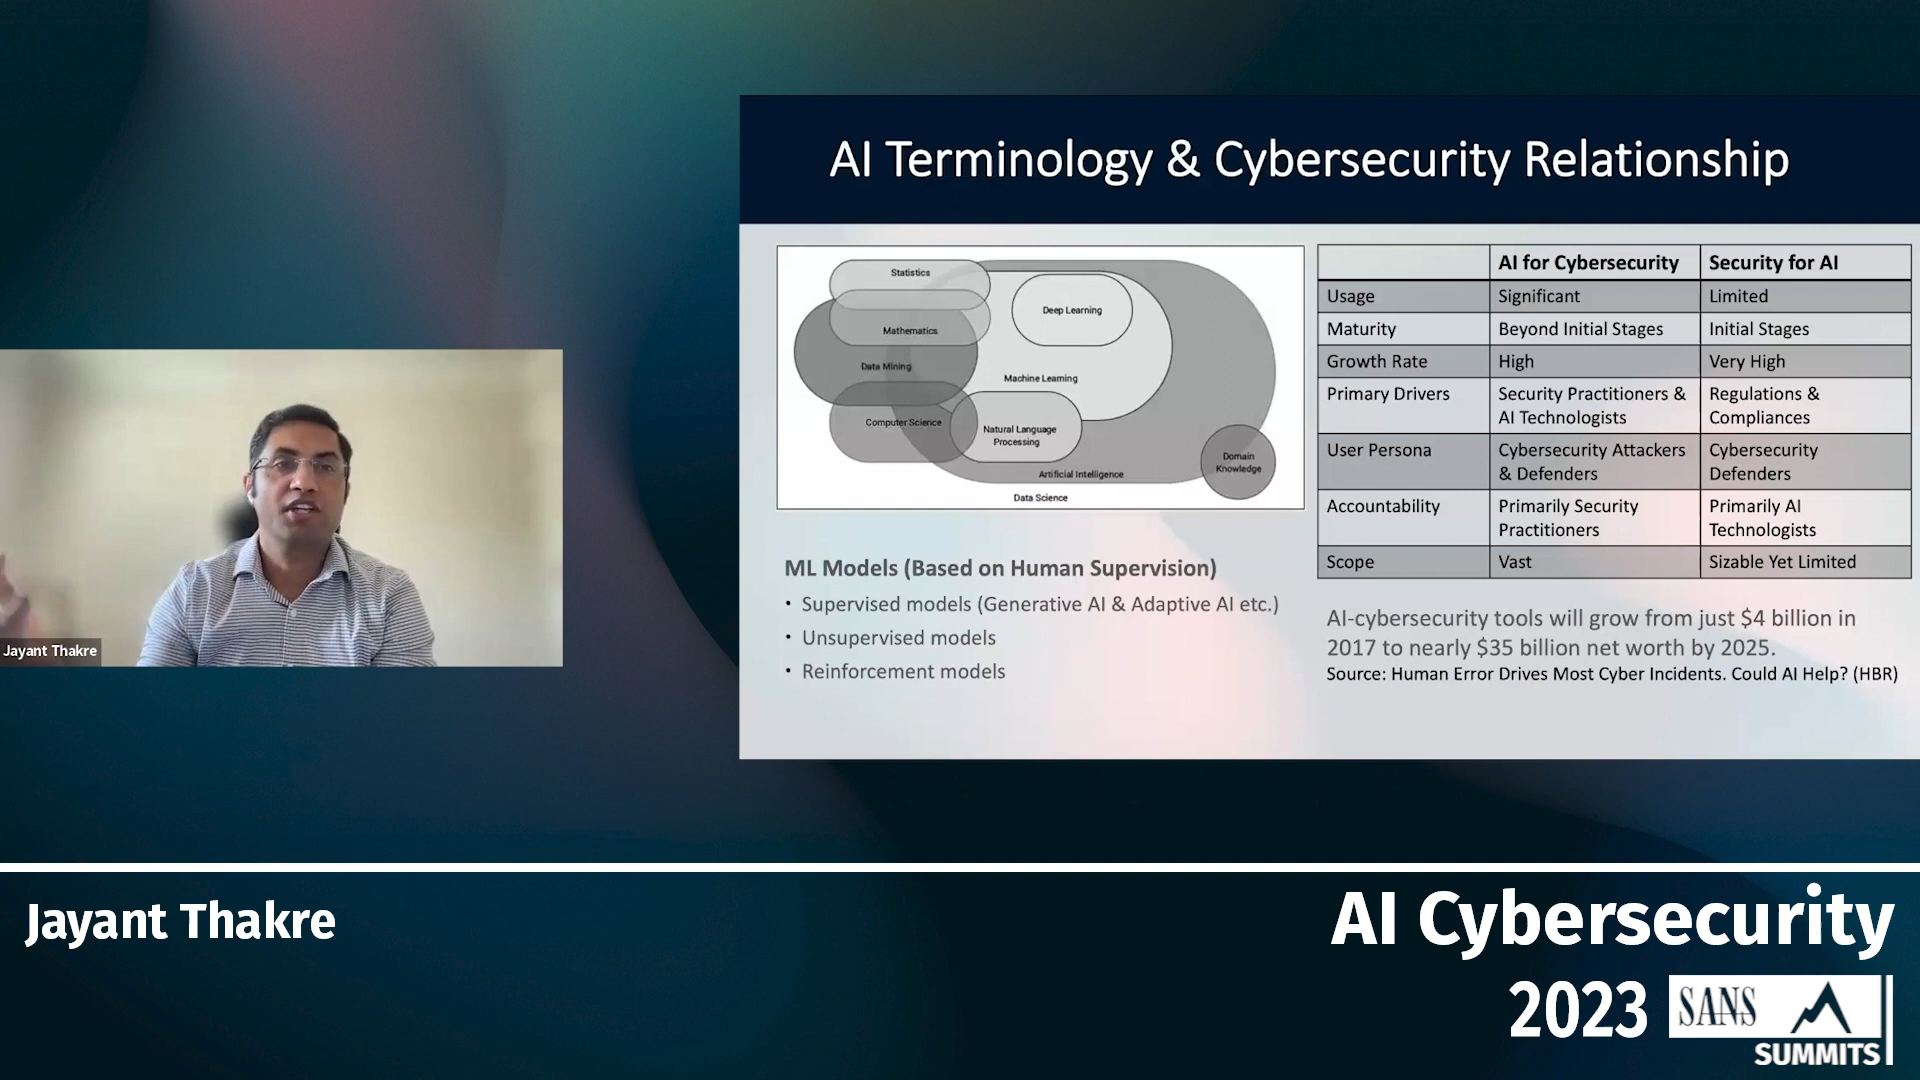 AI Terminology & Cybersecurity Relationship
Statistics
Mathematics
Data Mining
Computer Science
Deep Learning
Machine Learning
Natural Language
Processing
Artificial Intelligence
Domain
Knowledge
Data Science
AI for Cybersecurity Security for AI
Usage Significant Limited
Maturity Beyond Initial Stages Initial Stages
Growth Rate High Very High
Primary Drivers Security Practitioners & Regulations &
AI Technologists Compliances
User Persona Cybersecurity Attackers Cybersecurity
& Defenders Defenders
Accountability Primarily Security Primarily AI
Practitioners Technologists
Scope Vast Sizable Yet Limited
ML Models (Based on Human Supervision)
• Supervised models (Generative AI & Adaptive AI etc.)
• Unsupervised models
• Reinforcement models
AI-cybersecurity tools will grow from just $4 billion in
2017 to nearly $35 billion net worth by 2025.
Source: Human Error Drives Most Cyber Incidents. Could AI Help? (HBR)
Jayant Thakre
Jayant Thakre
AI Cybersecurity
2023
SANS
SUMMITS